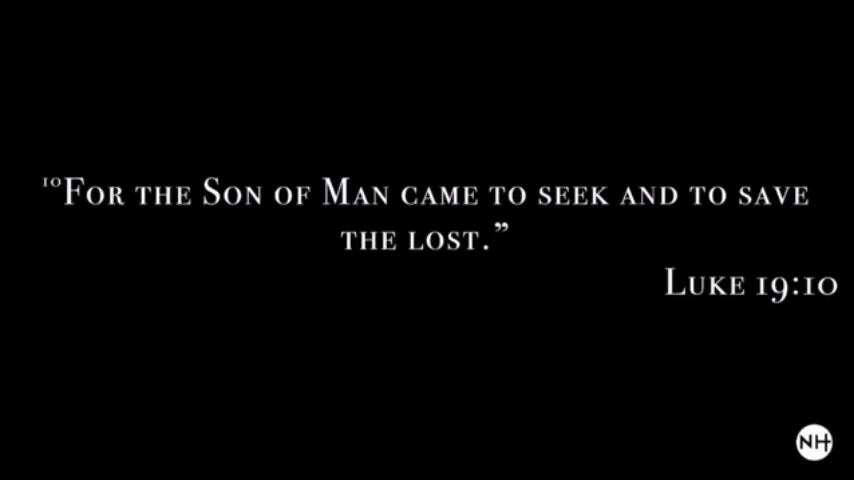 ¹⁰For the Son of Man came to seek and to save
the lost.”
Luke 19:10
NH